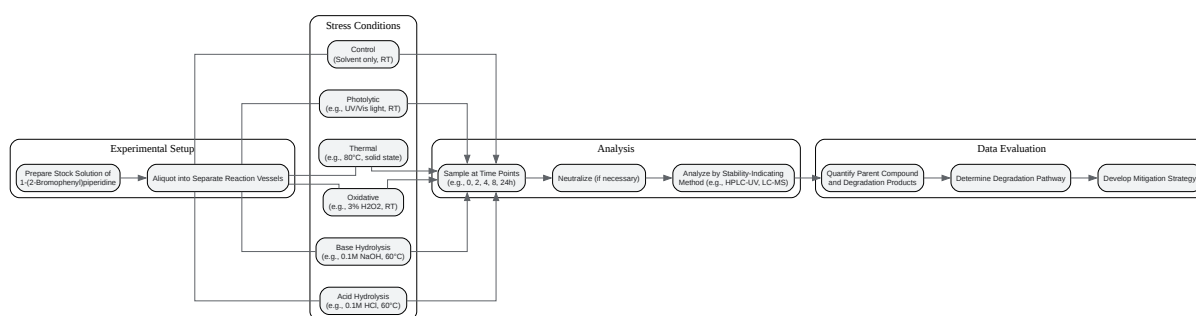 Stress Conditions
Control
(Solvent only, RT)
Photolytic
(e.g., UV/Vis light, RT)
Thermal
(e.g., 80°C, solid state)
Oxidative
(e.g., 3% H2O2, RT)
Base Hydrolysis
(e.g., 0.1M NaOH, 60°C)
Acid Hydrolysis
(e.g., 0.1M HCl, 60°C)
Experimental Setup
Prepare Stock Solution of
1-(2-Bromophenyl)piperidine
Aliquot into Separate Reaction Vessels
Analysis
Sample at Time Points
(e.g., 0, 2, 4, 8, 24h)
Neutralize (if necessary)
Analyze by Stability-Indicating
Method (e.g., HPLC-UV, LC-MS)
Data Evaluation
Quantify Parent Compound
and Degradation Products
Determine Degradation Pathway
Develop Mitigation Strategy